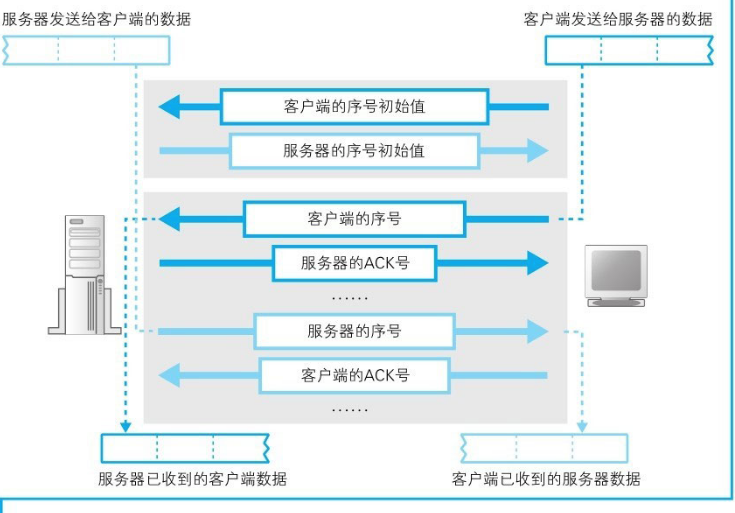 服务器发送给客户端的数据
客户端发送给服务器的数据
客户端的序号初始值
服务器的序号初始值
客户端的序号
服务器的ACK号
……
服务器的序号
客户端的ACK号
……
服务器已收到的客户端数据
客户端已收到的服务器数据